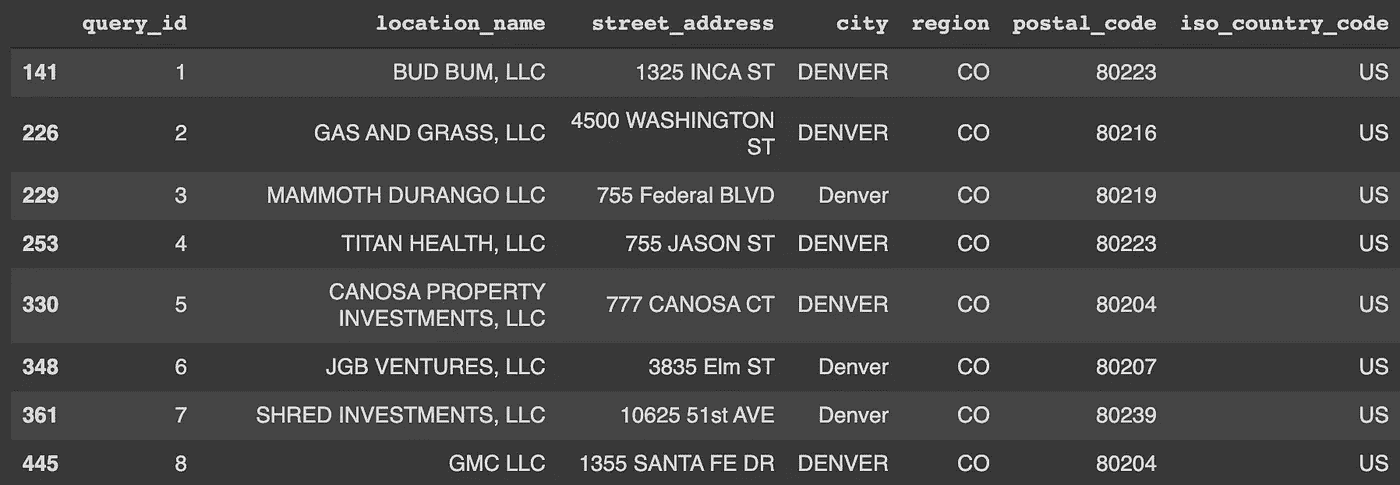 query_id location_name street_address city region postal_code iso_country_code
141 1 BUD BUM, LLC 1325 INCA ST DENVER CO 80223 US
226 2 GAS AND GRASS, LLC 4500 WASHINGTON ST DENVER CO 80216 US
229 3 MAMMOTH DURANGO LLC 755 Federal BLVD Denver CO 80219 US
253 4 TITAN HEALTH, LLC 755 JASON ST DENVER CO 80223 US
330 5 CANOSA PROPERTY INVESTMENTS, LLC 777 CANOSA CT DENVER CO 80204 US
348 6 JGB VENTURES, LLC 3835 Elm ST Denver CO 80207 US
361 7 SHRED INVESTMENTS, LLC 10625 51st AVE Denver CO 80239 US
445 8 GMC LLC 1355 SANTA FE DR DENVER CO 80204 US